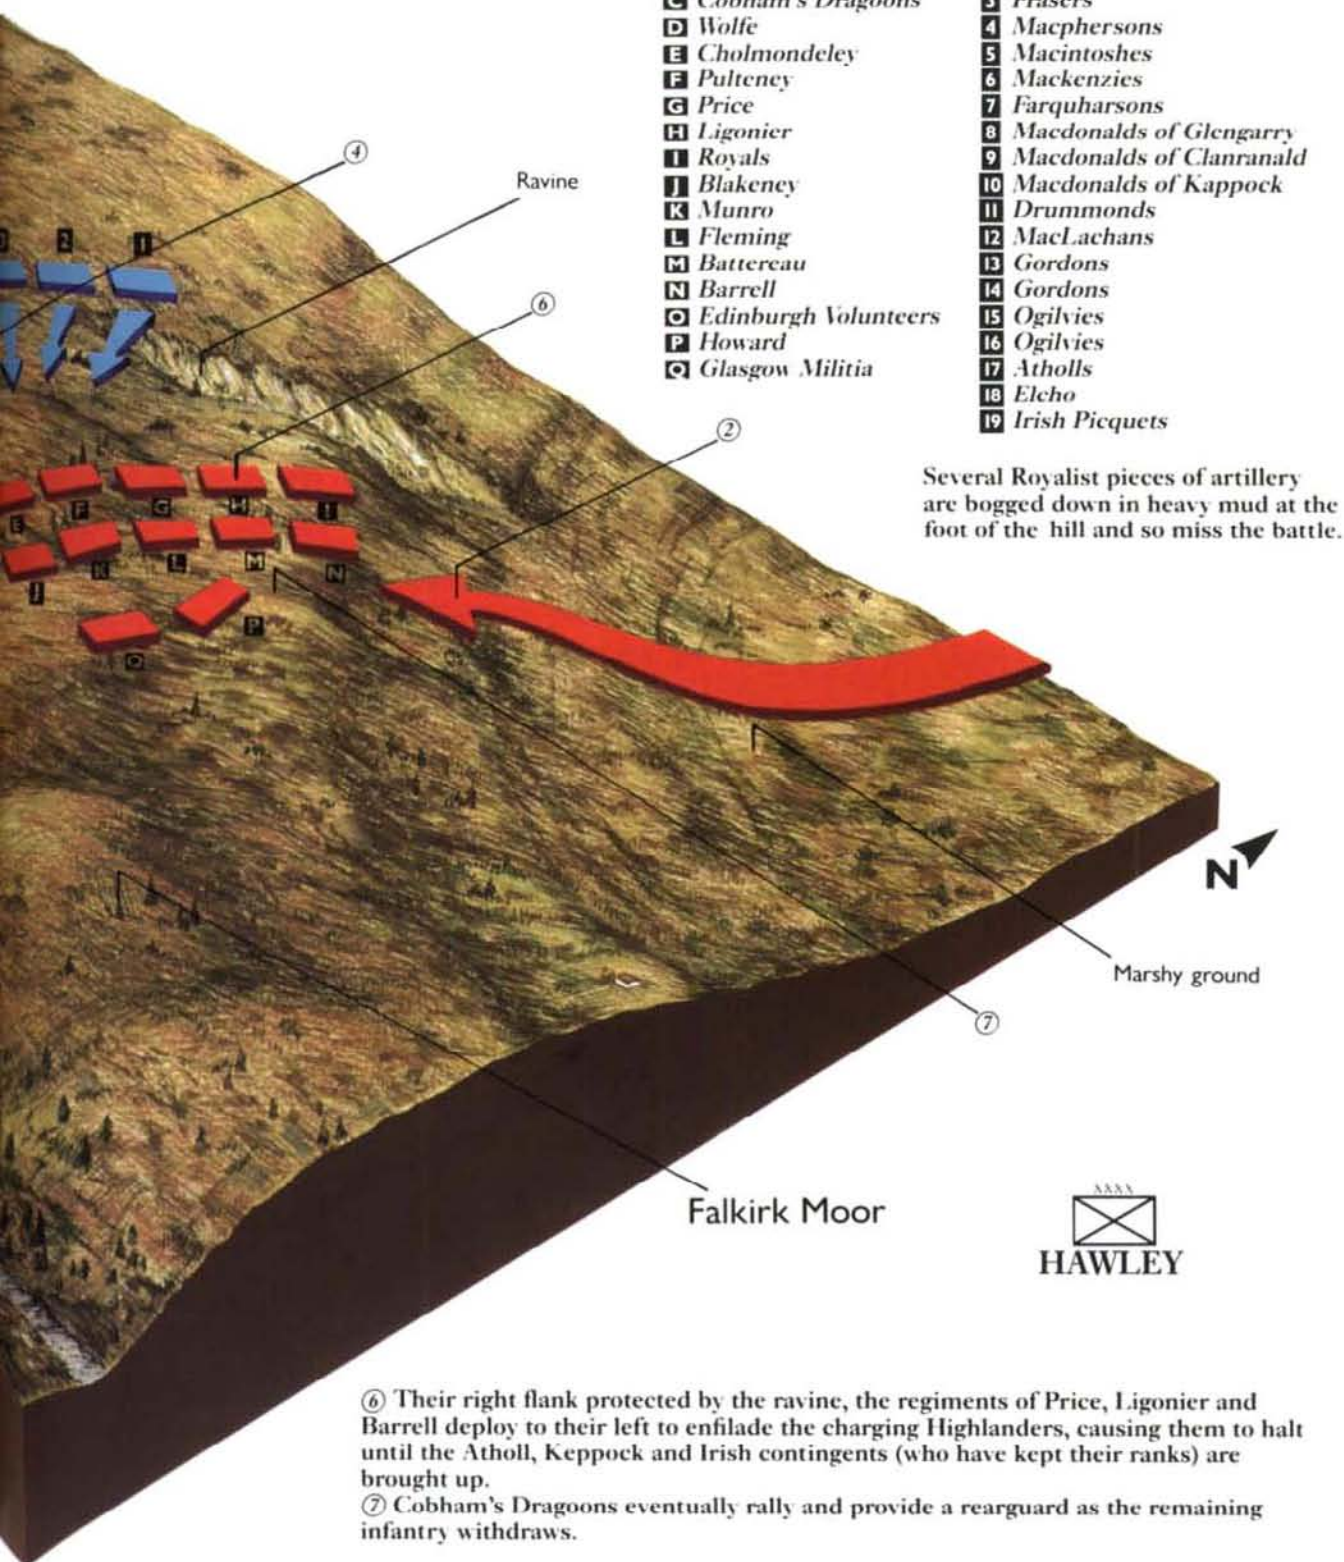 C Cobham's Dragoons
D Wolfe
E Cholmondeley
F Pulteney
G Price
H Ligonier
I Royals
J Blakeney
K Munro
L Fleming
M Battereau
N Barrell
O Edinburgh Volunteers
P Howard
Q Glasgow Militia
3 Frasers
4 Macphersons
5 Macintoshes
6 Mackenzies
7 Farquharsons
8 Macdonalds of Glengarry
9 Macdonalds of Clanranald
10 Macdonalds of Kappock
11 Drummonds
12 MacLachans
13 Gordons
14 Gordons
15 Ogilvies
16 Ogilvies
17 Atholls
18 Elcho
19 Irish Picquets
Several Royalist pieces of artillery
are bogged down in heavy mud at the
foot of the hill and so miss the battle.
4
Ravine
2 1
6
2
E F G H I
J K L M N
P
Q
N
Marshy ground
7
Falkirk Moor
XXXX
HAWLEY
⑥ Their right flank protected by the ravine, the regiments of Price, Ligonier and
Barrell deploy to their left to enfilade the charging Highlanders, causing them to halt
until the Atholl, Keppock and Irish contingents (who have kept their ranks) are
brought up.
⑦ Cobham's Dragoons eventually rally and provide a rearguard as the remaining
infantry withdraws.